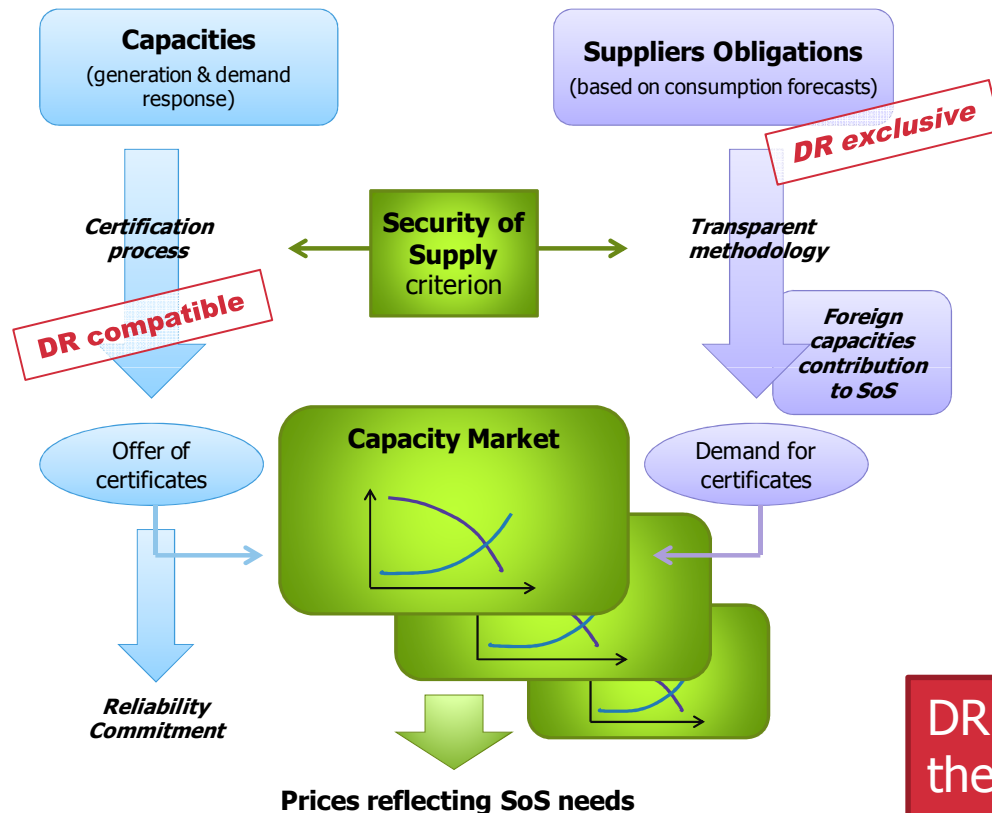 Capacities
(generation & demand
response)
Suppliers Obligations
(based on consumption forecasts)
DR exclusive
Certification
process
Security of
Supply
criterion
Transparent
methodology
DR compatible
Foreign
capacities
contribution
to SoS
Offer of
certificates
Capacity Market
Demand for
certificates
Reliability
Commitment
DR
the
Prices reflecting SoS needs